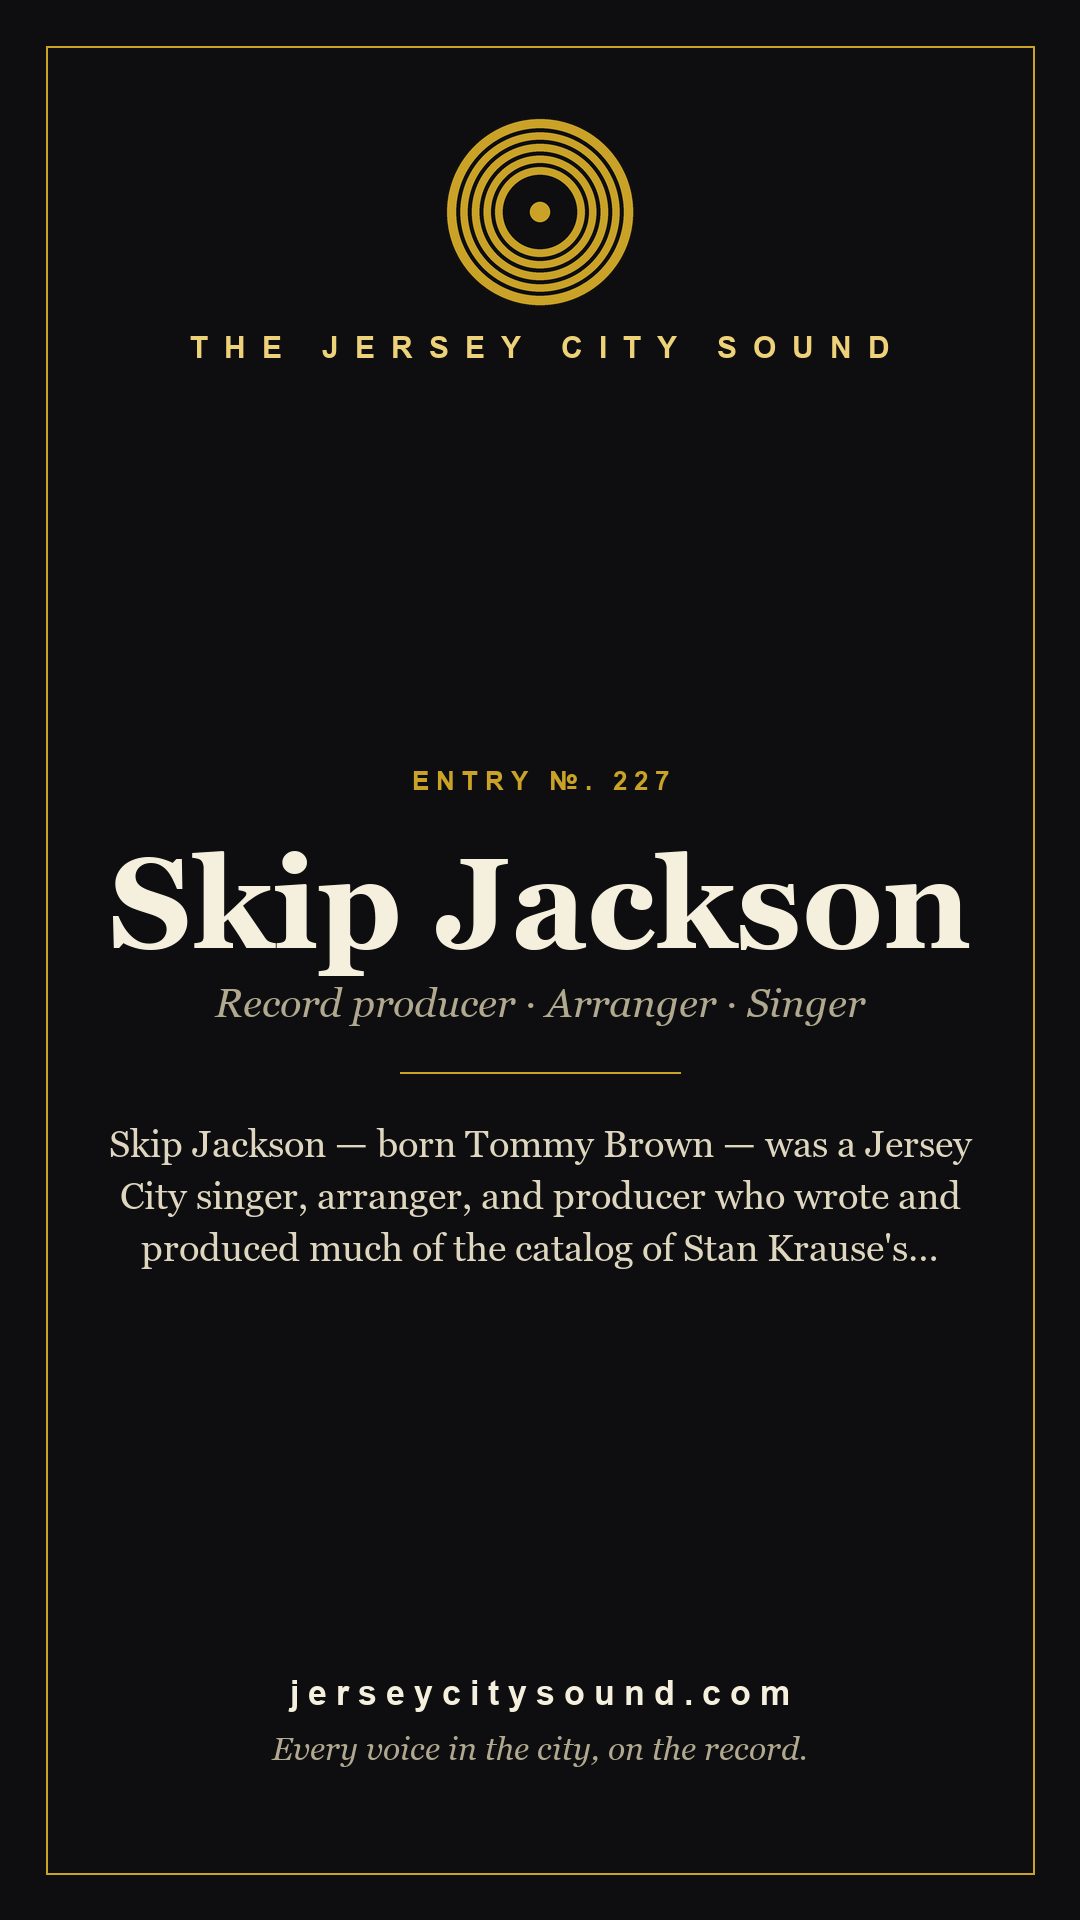 THE JERSEY CITY SOUND
ENTRY №. 227
Skip Jackson
Record producer · Arranger · Singer
Skip Jackson — born Tommy Brown — was a Jersey
City singer, arranger, and producer who wrote and
produced much of the catalog of Stan Krause's...
jerseycitysound.com
Every voice in the city, on the record.